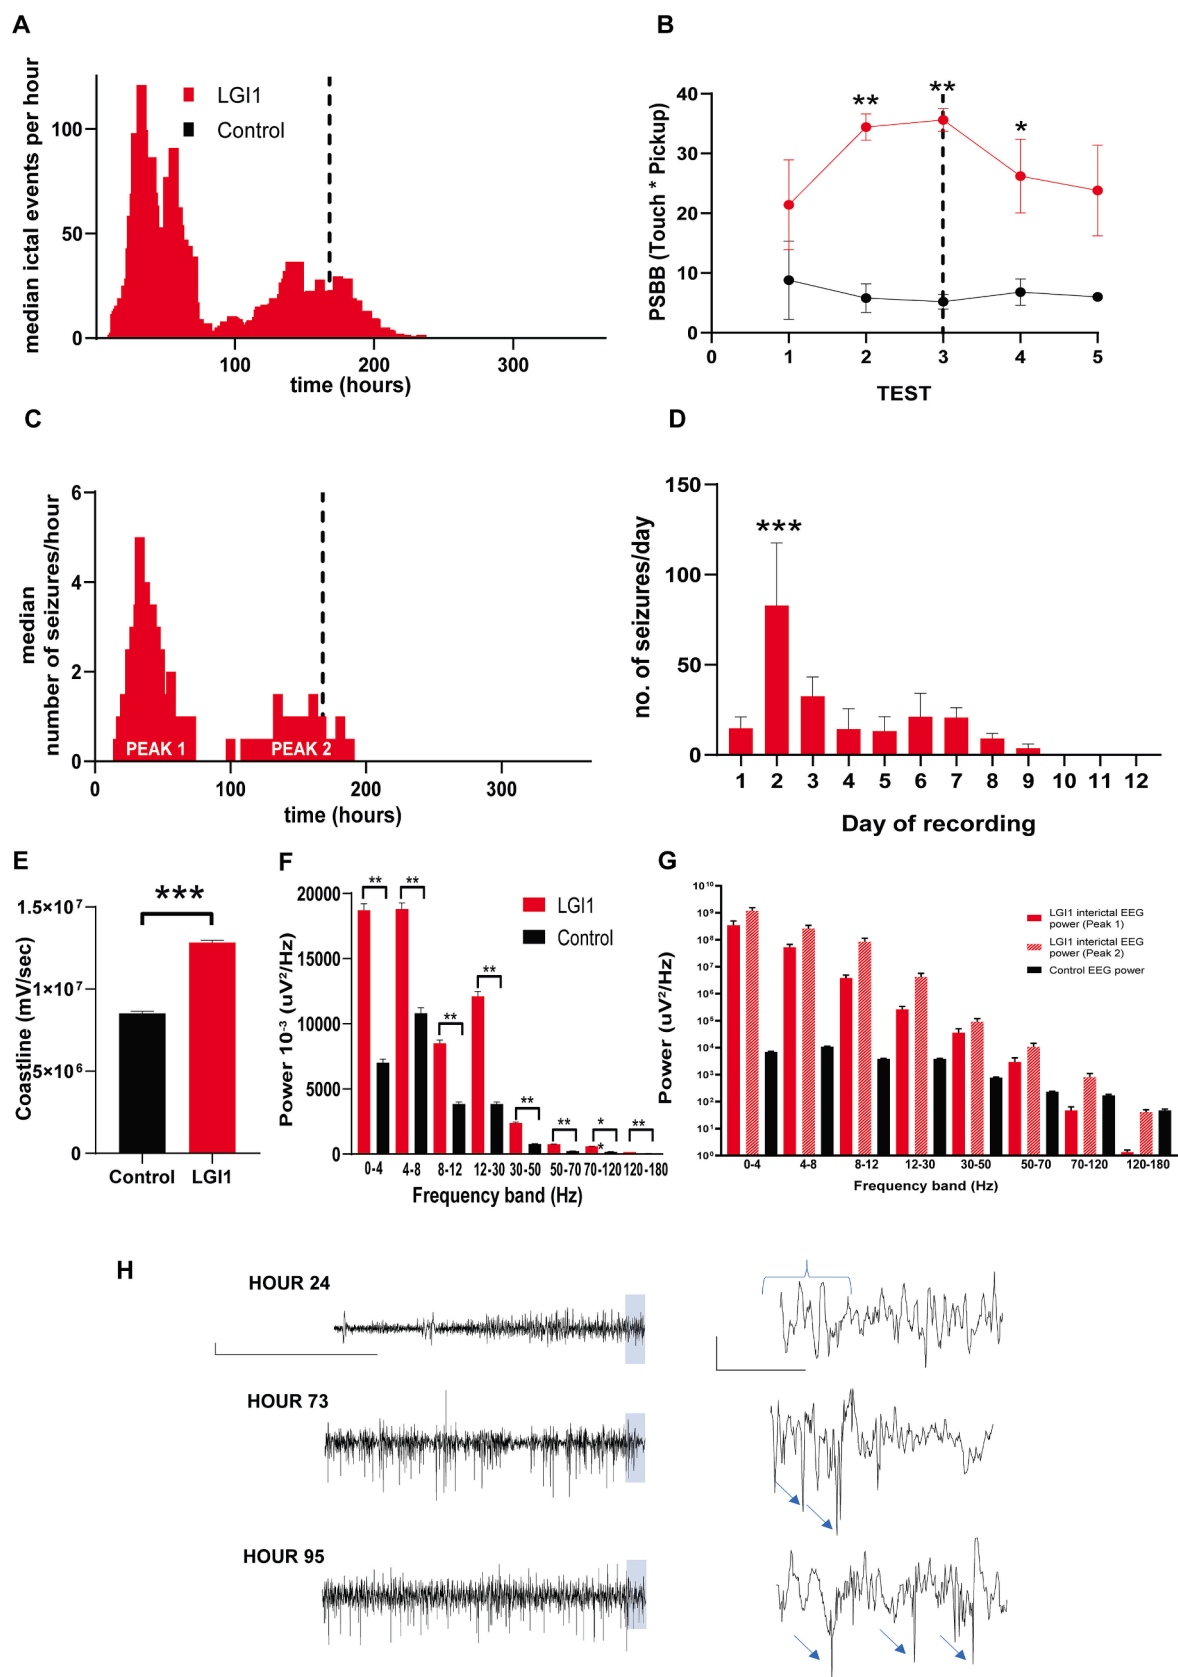 A
median ictal events per hour
100
50
0
LGI1
Control
100
200
300
time (hours)
B
PSBB (Touch * Pickup)
40
30
20
10
0
**
**
*
0
1
2
3
4
5
TEST
C
median
number of seizures/hour
6
4
2
0
PEAK 1
PEAK 2
0
100
200
300
time (hours)
D
no. of seizures/day
150
100
50
0
***
1
2
3
4
5
6
7
8
9
10
11
12
Day of recording
E
Coastline (mV/sec)
1.5×10⁷
1×10⁷
5×10⁶
0
***
Control
LGI1
F
Power 10⁻³ (uV²/Hz)
20000
15000
10000
5000
0
**
**
**
**
**
**
*
*
**
LGI1
Control
0-4
4-8
8-12
12-30
30-50
50-70
70-120
120-180
Frequency band (Hz)
G
Power (uV²/Hz)
10¹⁰
10⁹
10⁸
10⁷
10⁶
10⁵
10⁴
10³
10²
10¹
10⁰
LGI1 interictal EEG
power (Peak 1)
LGI1 interictal EEG
power (Peak 2)
Control EEG power
0-4
4-8
8-12
12-30
30-50
50-70
70-120
120-180
Frequency band (Hz)
H
HOUR 24
HOUR 73
HOUR 95